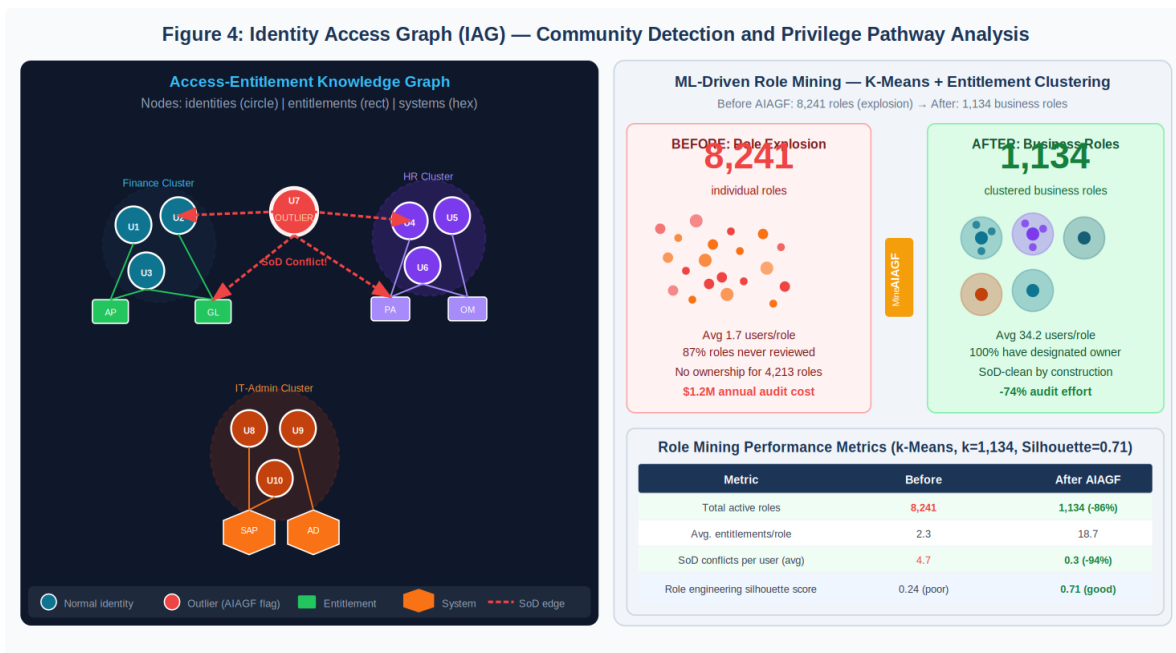 Figure 4: Identity Access Graph (IAG) — Community Detection and Privilege Pathway Analysis
Access-Entitlement Knowledge Graph
Nodes: identities (circle) | entitlements (rect) | systems (hex)
Finance Cluster
HR Cluster
U1
U2
U3
U7
OUTLIER
U4
U5
U6
SoD Conflict!
AP
GL
PA
OM
IT-Admin Cluster
U8
U9
U10
SAP
AD
Normal identity
Outlier (AIAGF flag)
Entitlement
System
SoD edge
ML-Driven Role Mining — K-Means + Entitlement Clustering
Before AIAGF: 8,241 roles (explosion) → After: 1,134 business roles
BEFORE: Role Explosion
8,241
individual roles
Avg 1.7 users/role
87% roles never reviewed
No ownership for 4,213 roles
$1.2M annual audit cost
AIAGF
Mine
AFTER: Business Roles
1,134
clustered business roles
Avg 34.2 users/role
100% have designated owner
SoD-clean by construction
-74% audit effort
Role Mining Performance Metrics (k-Means, k=1,134, Silhouette=0.71)
Metric Before After AIAGF
Total active roles 8,241 1,134 (-86%)
Avg. entitlements/role 2.3 18.7
SoD conflicts per user (avg) 4.7 0.3 (-94%)
Role engineering silhouette score 0.24 (poor) 0.71 (good)